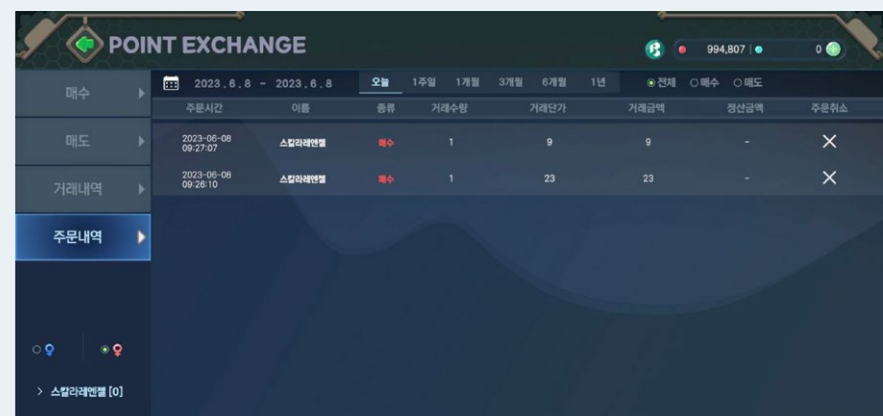 POINT EXCHANGE
994,807 0
매수
매도
거래내역
주문내역
스칼라레엔젤 [0]
2023.6.8 - 2023.6.8 오늘 1주일 1개월 3개월 6개월 1년 전체 매수 매도
주문시간 이름 종류 거래수량 거래단가 거래금액 정산금액 주문취소
2023-06-08
09:27:07 스칼라레엔젤 매수 1 9 9 -
2023-06-08
09:26:10 스칼라레엔젤 매수 1 23 23 -